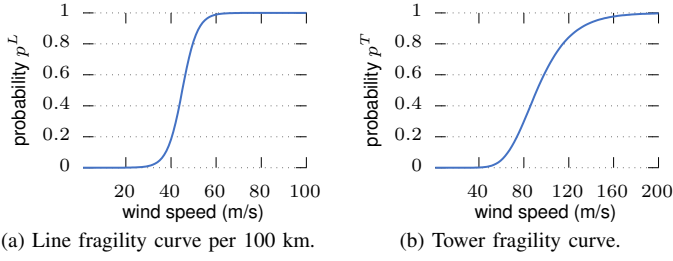 1
0.8
0.6
0.4
0.2
0
probability p^L
20 40 60 80 100
wind speed (m/s)
(a) Line fragility curve per 100 km.
1
0.8
0.6
0.4
0.2
0
probability p^T
40 80 120 160 200
wind speed (m/s)
(b) Tower fragility curve.